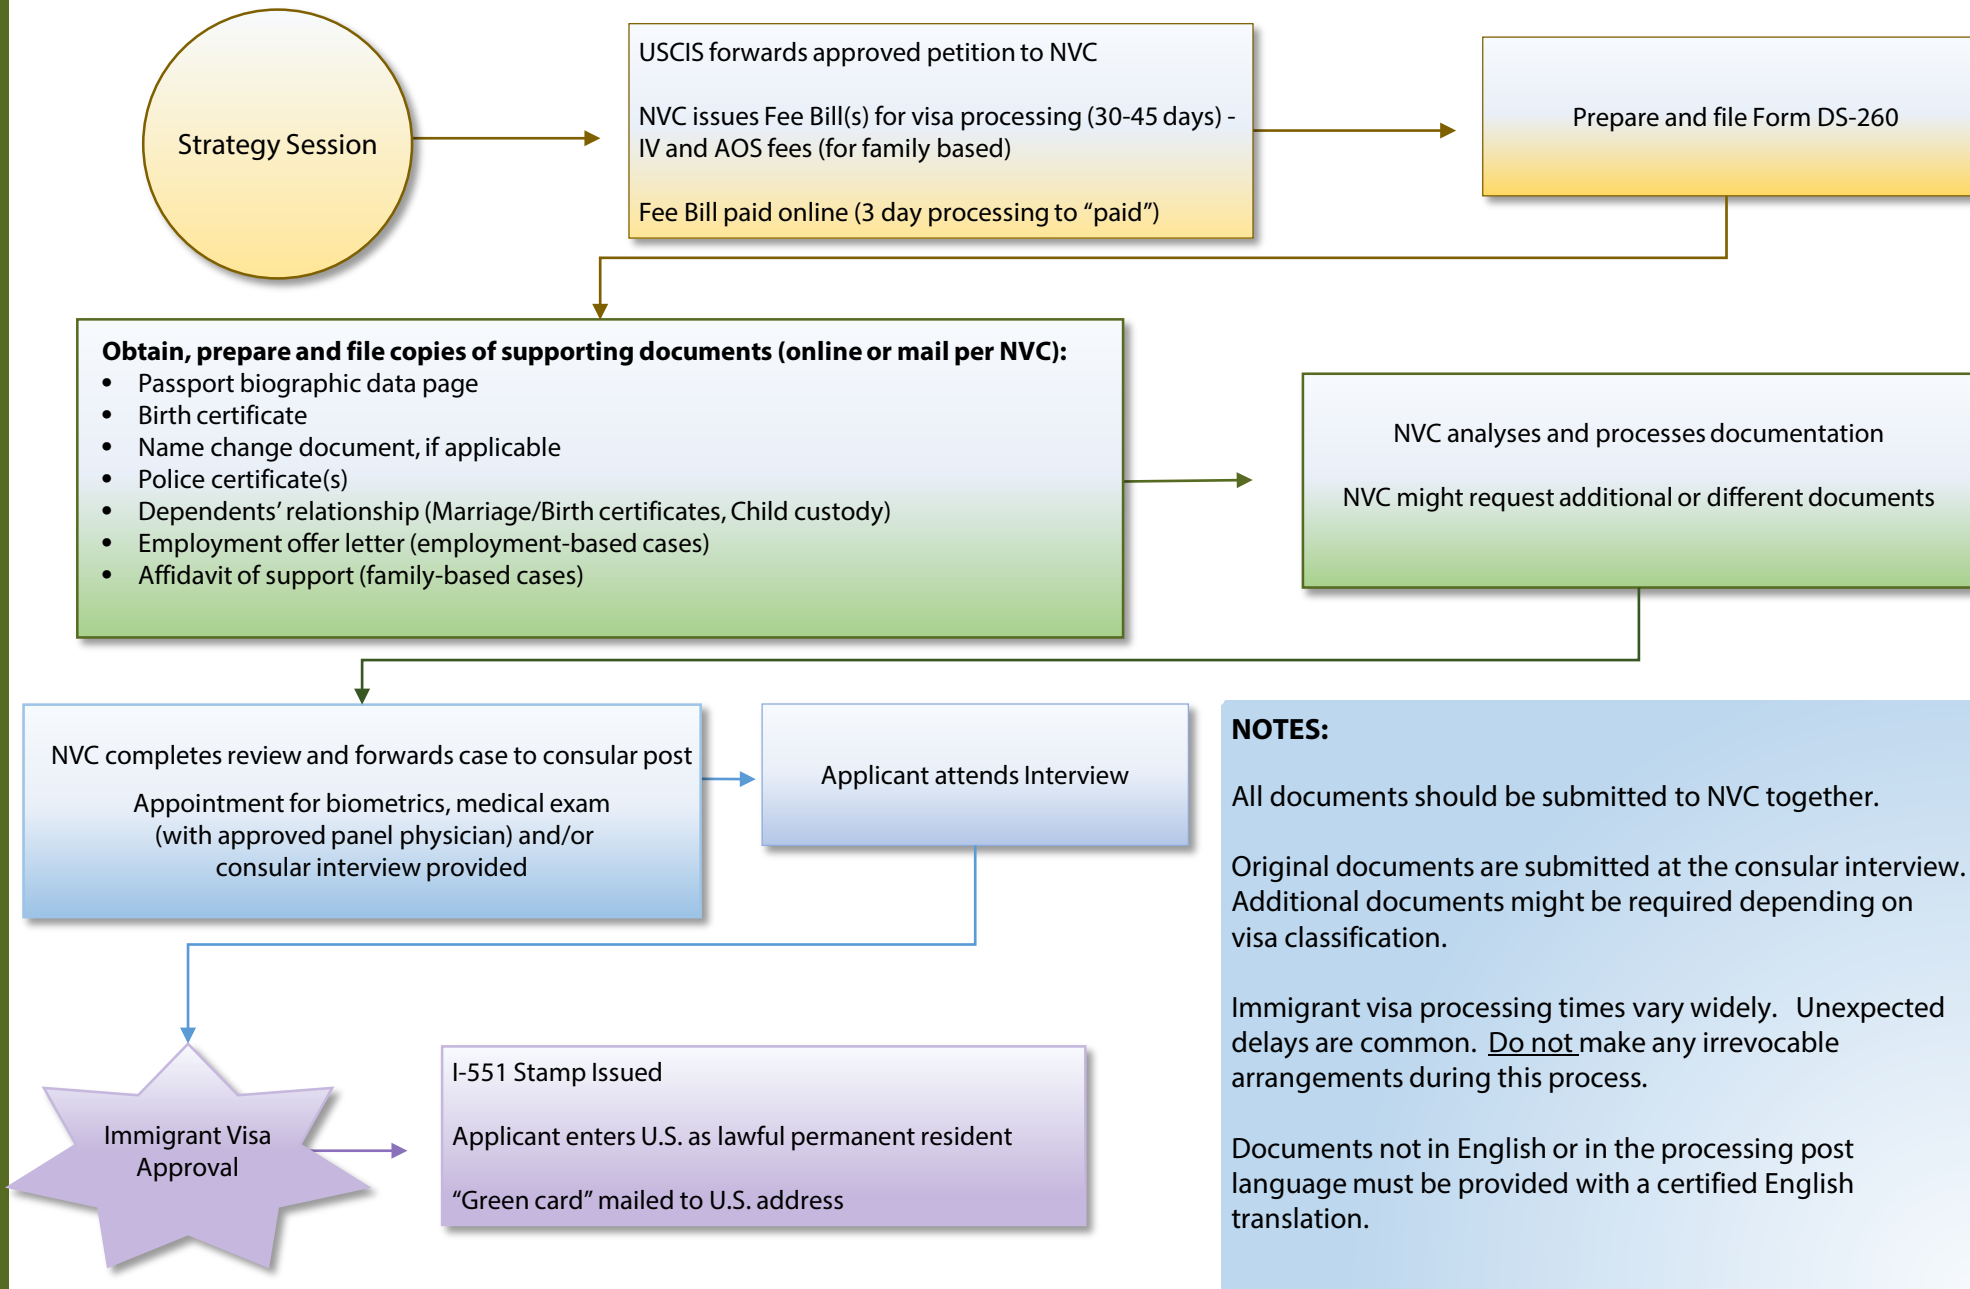 Strategy Session
USCIS forwards approved petition to NVC
NVC issues Fee Bill(s) for visa processing (30-45 days) -
IV and AOS fees (for family based)
Fee Bill paid online (3 day processing to “paid”)
Prepare and file Form DS-260
Obtain, prepare and file copies of supporting documents (online or mail per NVC):
• Passport biographic data page
• Birth certificate
• Name change document, if applicable
• Police certificate(s)
• Dependents’ relationship (Marriage/Birth certificates, Child custody)
• Employment offer letter (employment-based cases)
• Affidavit of support (family-based cases)
NVC analyses and processes documentation
NVC might request additional or different documents
NVC completes review and forwards case to consular post
Appointment for biometrics, medical exam
(with approved panel physician) and/or
consular interview provided
Applicant attends Interview
Immigrant Visa
Approval
I-551 Stamp Issued
Applicant enters U.S. as lawful permanent resident
“Green card” mailed to U.S. address
NOTES:
All documents should be submitted to NVC together.
Original documents are submitted at the consular interview.
Additional documents might be required depending on
visa classification.
Immigrant visa processing times vary widely. Unexpected
delays are common. Do not make any irrevocable
arrangements during this process.
Documents not in English or in the processing post
language must be provided with a certified English
translation.